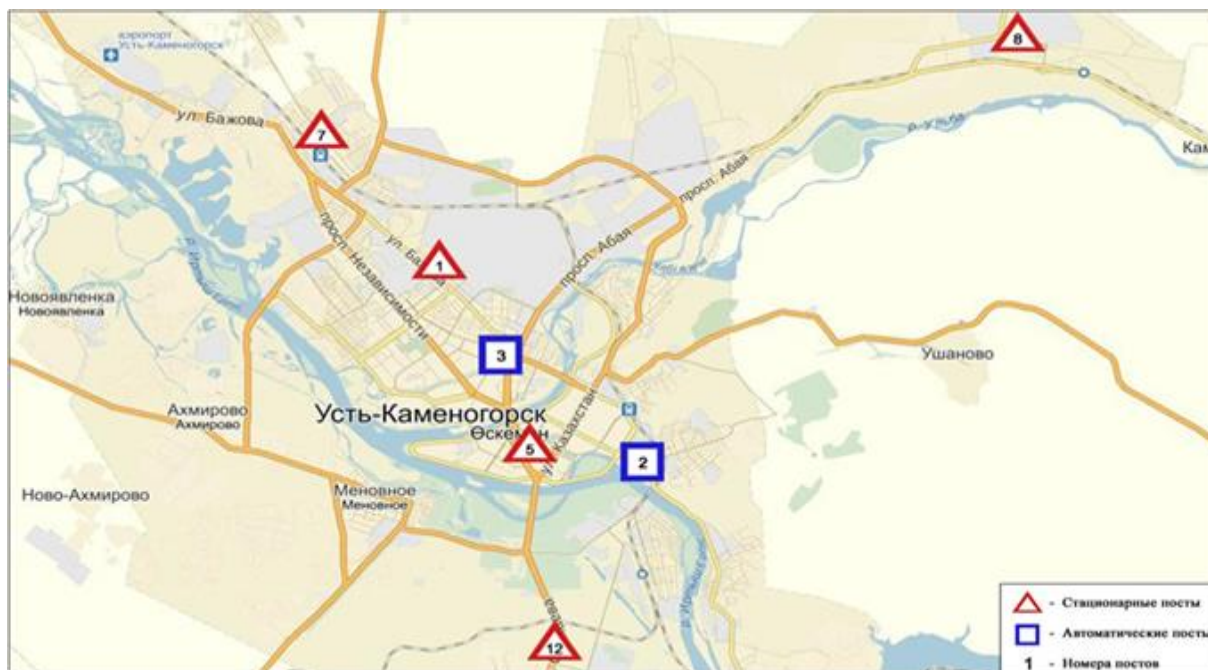 аэропорт
Усть-Каменогорск
8
ул. Бажова
7
р. Ульба
Кам
просп. Абая
ул. Ба
1
просп. Абая
р. Ирты
просп. Независимости
Новоявленка
Новоявленка
3
Ушаново
Усть-Каменогорск
Өскемен
Ахмирово
Ахмирово
5
ул. Казахстан
2
Ново-Ахмирово
Меновное
Меновное
12
- Стационарные посты
- Автоматические посты
1 - Номера постов